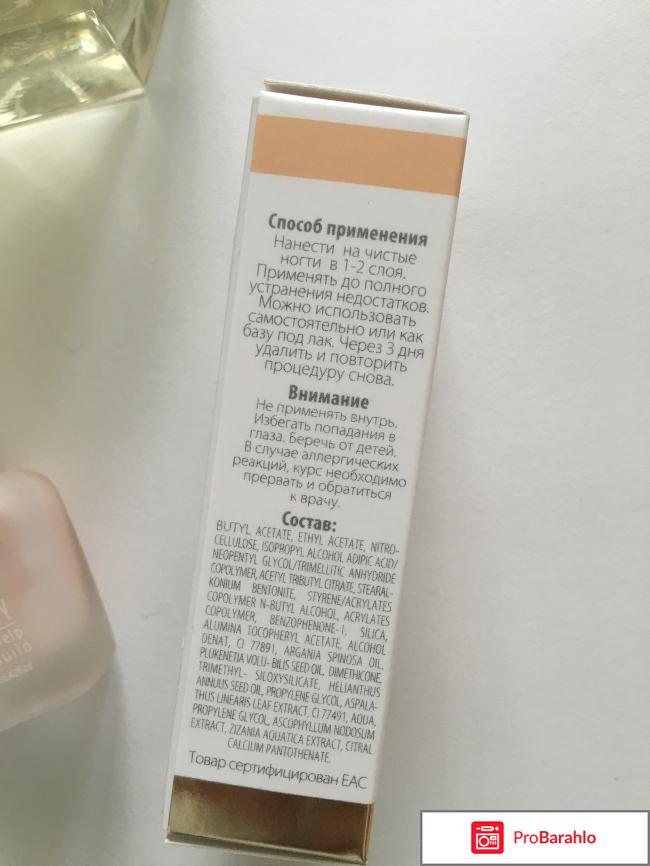 Способ применения
Нанести на чистые
ногти в 1-2 слоя.
Применять до полного
устранения недостатков.
Можно использовать
самостоятельно или как
базу под лак. Через 3 дня
удалить и повторить
процедуру снова.
Внимание
Не применять внутрь.
Избегать попадания в
глаза. Беречь от детей.
В случае аллергических
реакций, курс необходимо
прервать и обратиться
к врачу.
Состав:
BUTYL ACETATE, ETHYL ACETATE, NITRO-
CELLULOSE, ISOPROPYL ALCOHOL ADIPIC ACID/
NEOPENTYL GLYCOL/TRIMELLITIC ANHYDRIDE
COPOLYMER, ACETYL TRIBUTYL CITRATE, STEARAL-
KONIUM BENTONITE, STYRENE/ACRYLATES
COPOLYMER N-BUTYL ALCOHOL, ACRYLATES
COPOLYMER, BENZOPHENONE-1, SILICA,
ALUMINA TOCOPHERYL ACETATE, ALCOHOL
DENAT, CI 77891, ARGANIA SPINOSA OIL,
PLUKENETIA VOLU- BILIS SEED OIL, DIMETHICONE,
TRIMETHYL- SILOXYSILICATE, HELIANTHUS
ANNUUS SEED OIL, PROPYLENE GLYCOL, ASPALA-
THUS LINEARIS LEAF EXTRACT, CI 77491, AQUA,
PROPYLENE GLYCOL, ASCOPHYLLUM NODOSUM
EXTRACT, ZIZANIA AQUATICA EXTRACT, CITRAL
CALCIUM PANTOTHENATE.
Товар сертифицирован ЕАС
elp
uild
ProBarahlo